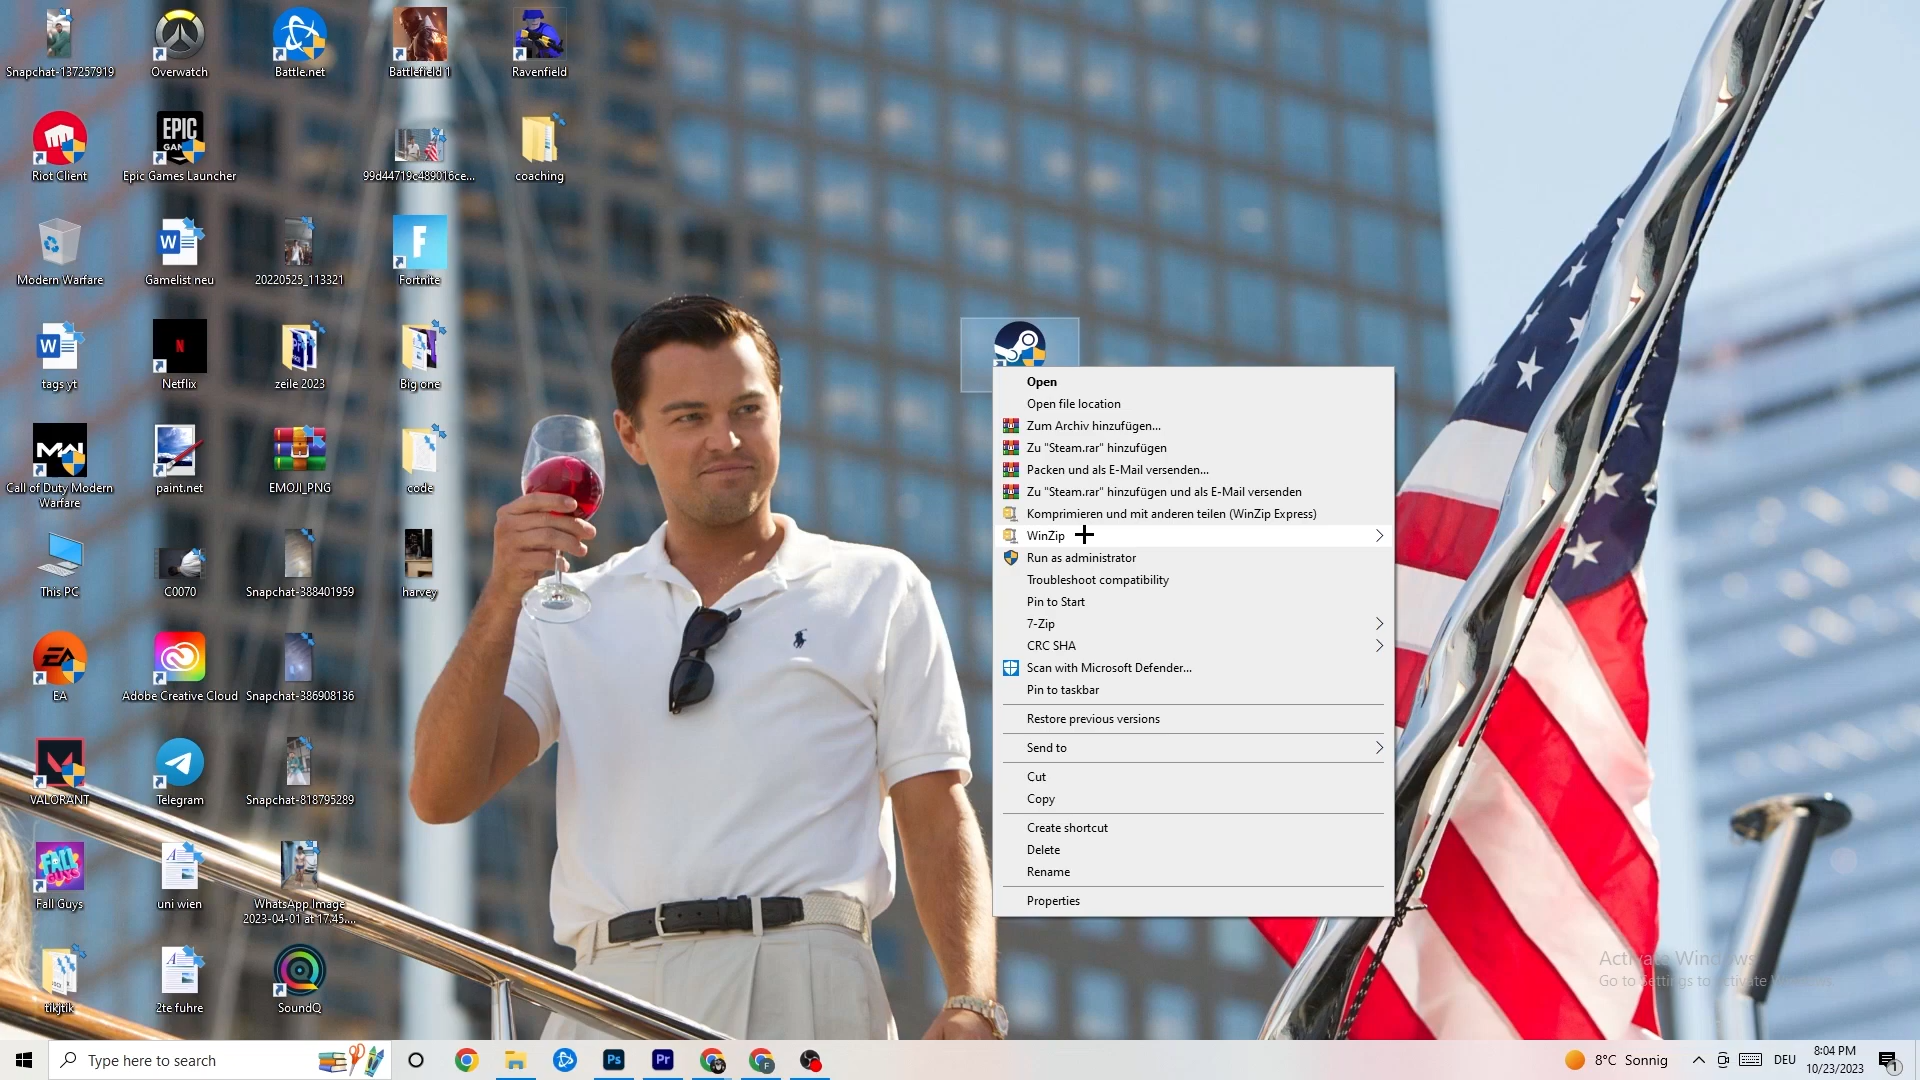 Snapchat-137257919
Overwatch
Battle.net
Battlefield 1
Ravenfield
Riot Client
EPIC
Epic Games Launcher
99d44719c489016ce...
coaching
Modern Warfare
Gamelist neu
20220525_113321
Fortnite
tags yt
Netflix
zeile 2023
Big one
Call of Duty Modern
Warfare
paint.net
EMOJI_PNG
code
This PC
C0070
Snapchat-388401959
harvey
EA
Adobe Creative Cloud
Snapchat-386908136
VALORANT
Telegram
Snapchat-818795289
FALL
GUYS
Fall Guys
uni wien
WhatsApp Image
2023-04-01 at 17.45....
tikjtik
2te fuhre
SoundQ
Open
Open file location
Zum Archiv hinzufügen...
Zu "Steam.rar" hinzufügen
Packen und als E-Mail versenden...
Zu "Steam.rar" hinzufügen und als E-Mail versenden
Komprimieren und mit anderen teilen (WinZip Express)
WinZip
Run as administrator
Troubleshoot compatibility
Pin to Start
7-Zip
CRC SHA
Scan with Microsoft Defender...
Pin to taskbar
Restore previous versions
Send to
Cut
Copy
Create shortcut
Delete
Rename
Properties
Activate Windows
Go to Settings to activate Windows.
Type here to search
Ps
Pr
F
8°C Sonnig
DEU
8:04 PM
10/23/2023
1